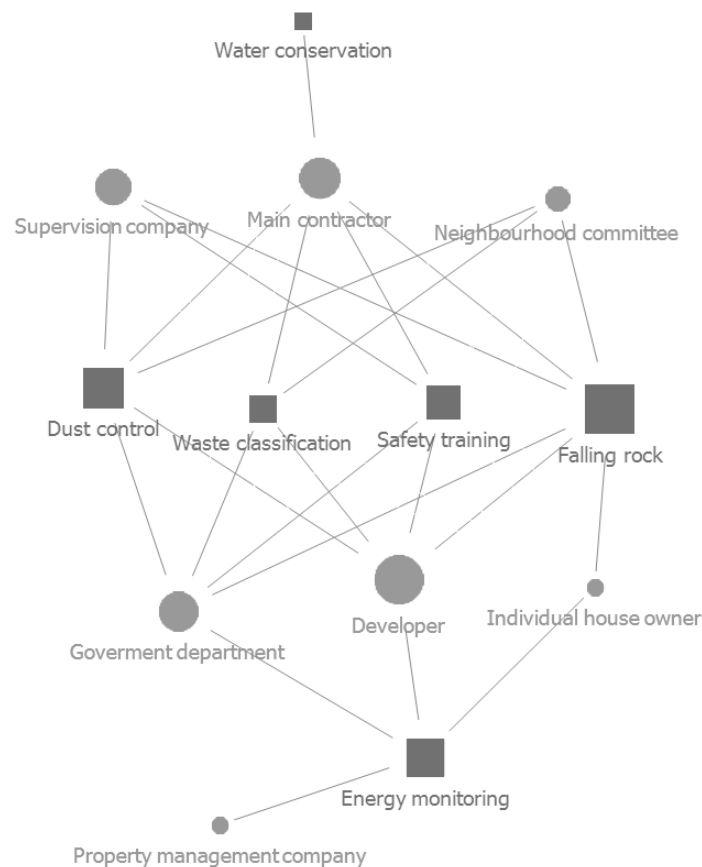 Water conservation
Supervision company
Main contractor
Neighbourhood committee
Dust control
Waste classification
Safety training
Falling rock
Goverment department
Developer
Individual house owner
Energy monitoring
Property management company